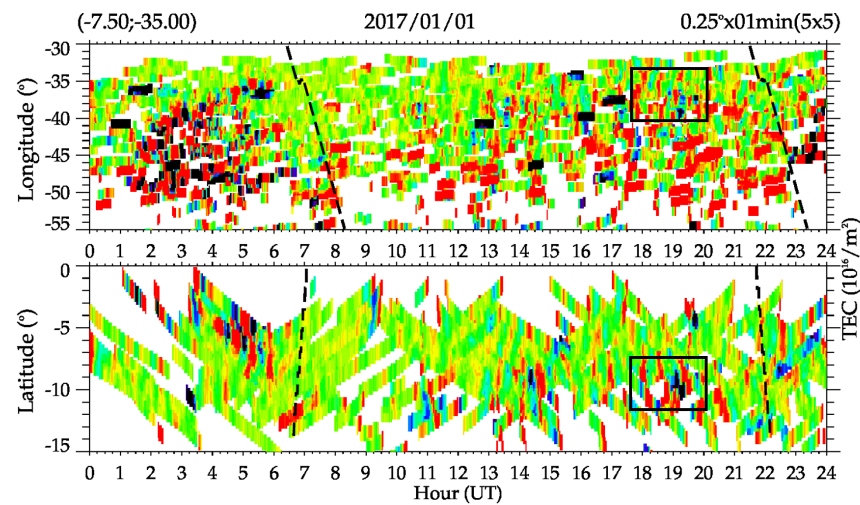 (-7.50;-35.00) 2017/01/01 0.25°x01min(5x5)
Longitude (°)
-30
-35
-40
-45
-50
-55
0 1 2 3 4 5 6 7 8 9 10 11 12 13 14 15 16 17 18 19 20 21 22 23 24
TEC (10¹⁶/m²)
Latitude (°)
0
-5
-10
-15
0 1 2 3 4 5 6 7 8 9 10 11 12 13 14 15 16 17 18 19 20 21 22 23 24
Hour (UT)